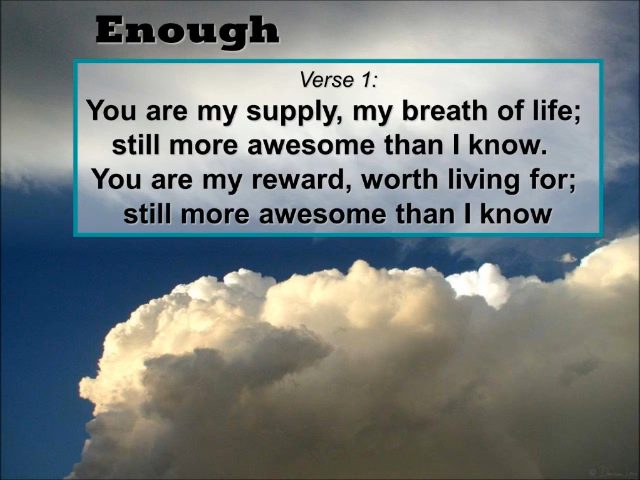 Enough
Verse 1:
You are my supply, my breath of life;
still more awesome than I know.
You are my reward, worth living for;
still more awesome than I know